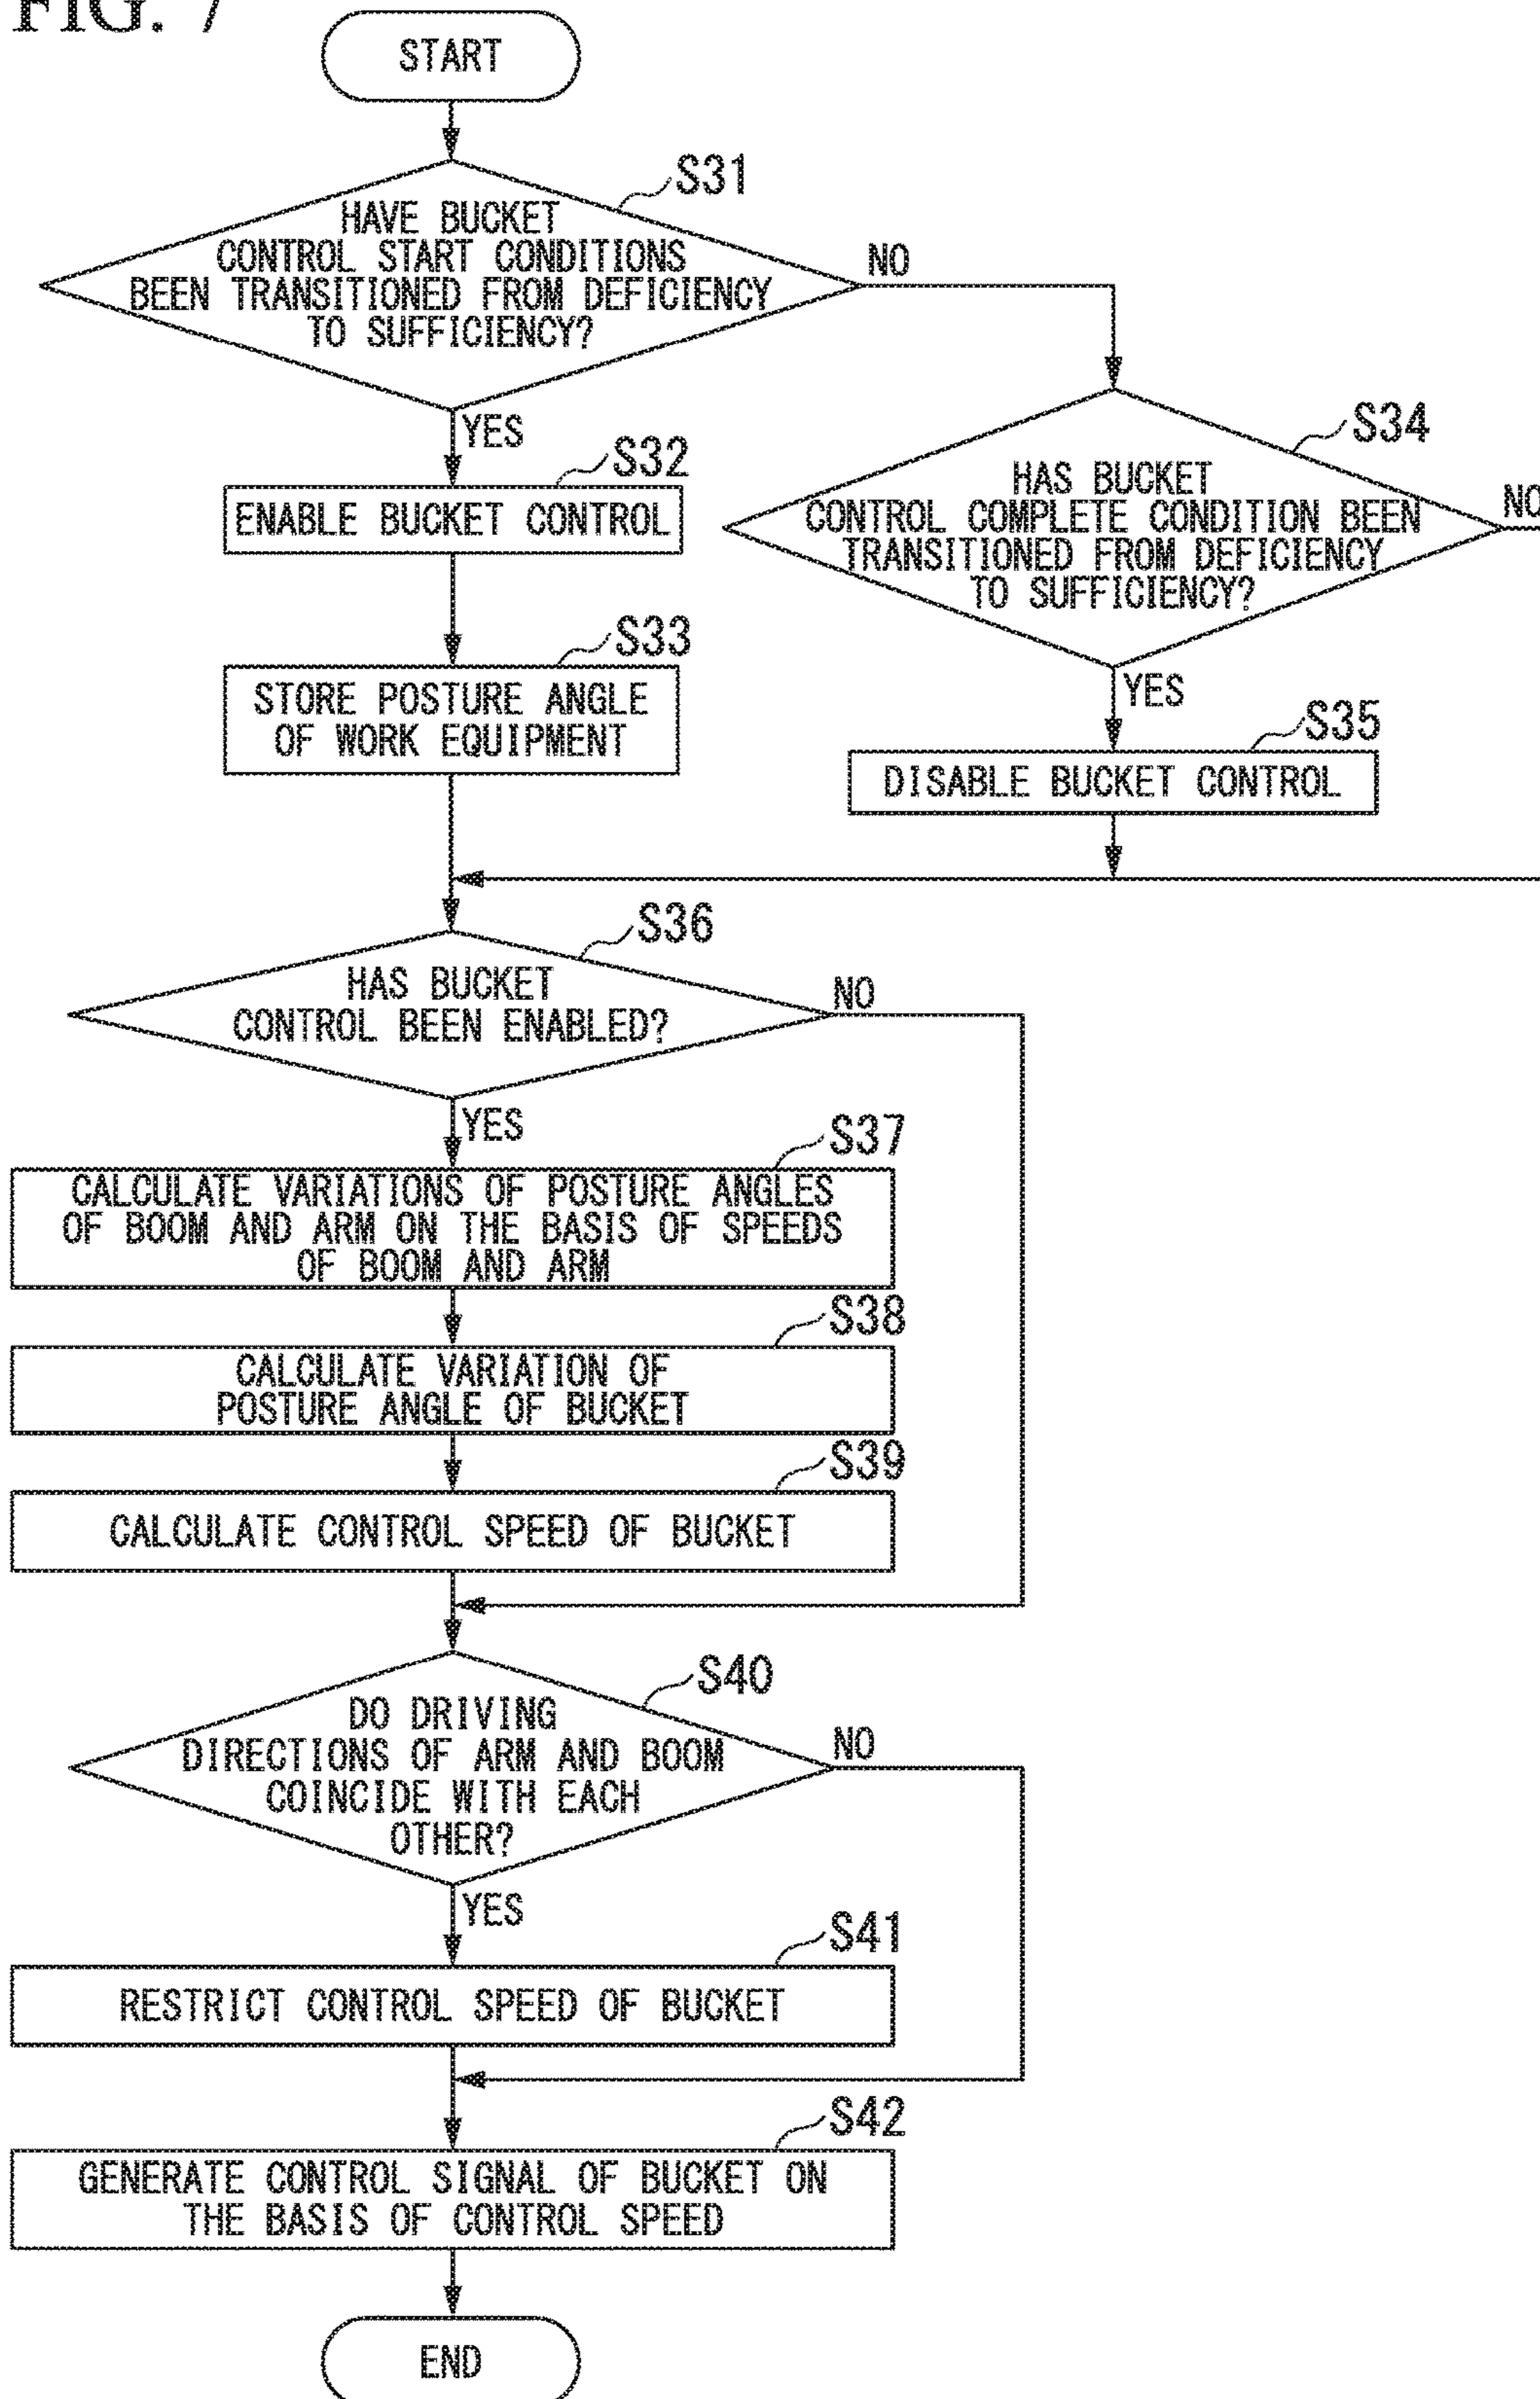 FIG. 7
START
S31
HAVE BUCKET
CONTROL START CONDITIONS
BEEN TRANSITIONED FROM DEFICIENCY
TO SUFFICIENCY?
NO
YES
S32
ENABLE BUCKET CONTROL
S33
STORE POSTURE ANGLE
OF WORK EQUIPMENT
S34
HAS BUCKET
CONTROL COMPLETE CONDITION BEEN
TRANSITIONED FROM DEFICIENCY
TO SUFFICIENCY?
NO
YES
S35
DISABLE BUCKET CONTROL
S36
HAS BUCKET
CONTROL BEEN ENABLED?
NO
YES
S37
CALCULATE VARIATIONS OF POSTURE ANGLES
OF BOOM AND ARM ON THE BASIS OF SPEEDS
OF BOOM AND ARM
S38
CALCULATE VARIATION OF
POSTURE ANGLE OF BUCKET
S39
CALCULATE CONTROL SPEED OF BUCKET
S40
DO DRIVING
DIRECTIONS OF ARM AND BOOM
COINCIDE WITH EACH
OTHER?
NO
YES
S41
RESTRICT CONTROL SPEED OF BUCKET
S42
GENERATE CONTROL SIGNAL OF BUCKET ON
THE BASIS OF CONTROL SPEED
END